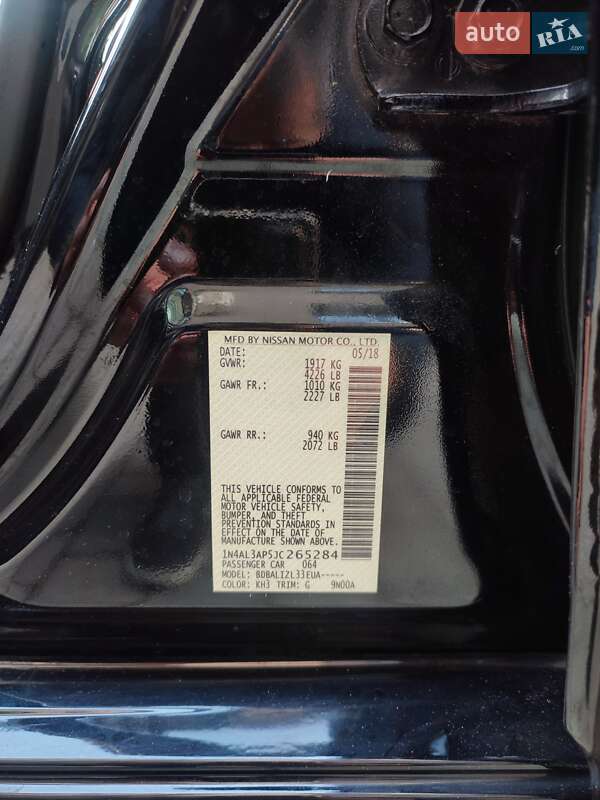 auto RIA
.com
MFD BY NISSAN MOTOR CO., LTD.
DATE: 05/18
GVWR: 1917 KG
4226 LB
GAWR FR.: 1010 KG
2227 LB
GAWR RR.: 940 KG
2072 LB
THIS VEHICLE CONFORMS TO
ALL APPLICABLE FEDERAL
MOTOR VEHICLE SAFETY,
BUMPER, AND THEFT
PREVENTION STANDARDS IN
EFFECT ON THE DATE OF
MANUFACTURE SHOWN ABOVE.
1N4AL3AP5JC265284
PASSENGER CAR 064
MODEL: BDBALIZL33EUA-----
COLOR: KH3 TRIM: G 9N00A